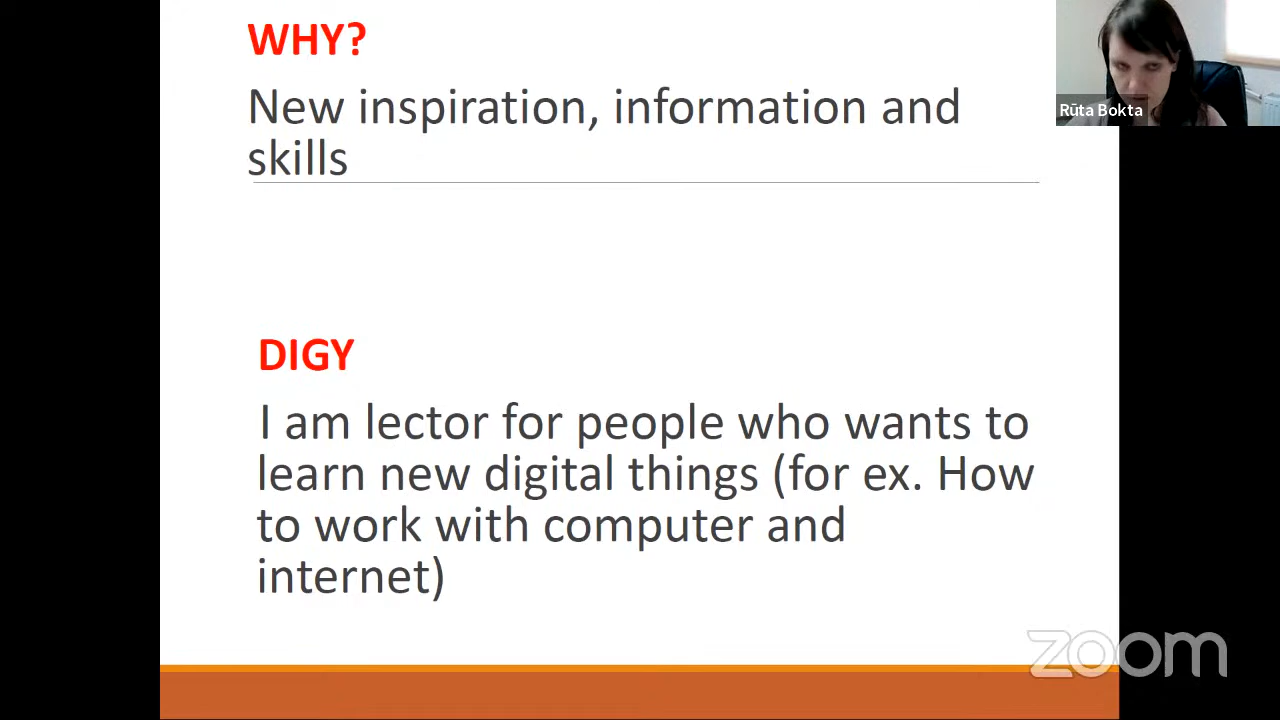 WHY?
New inspiration, information and
skills
Rūta Bokta
DIGY
I am lector for people who wants to
learn new digital things (for ex. How
to work with computer and
internet)
zoom